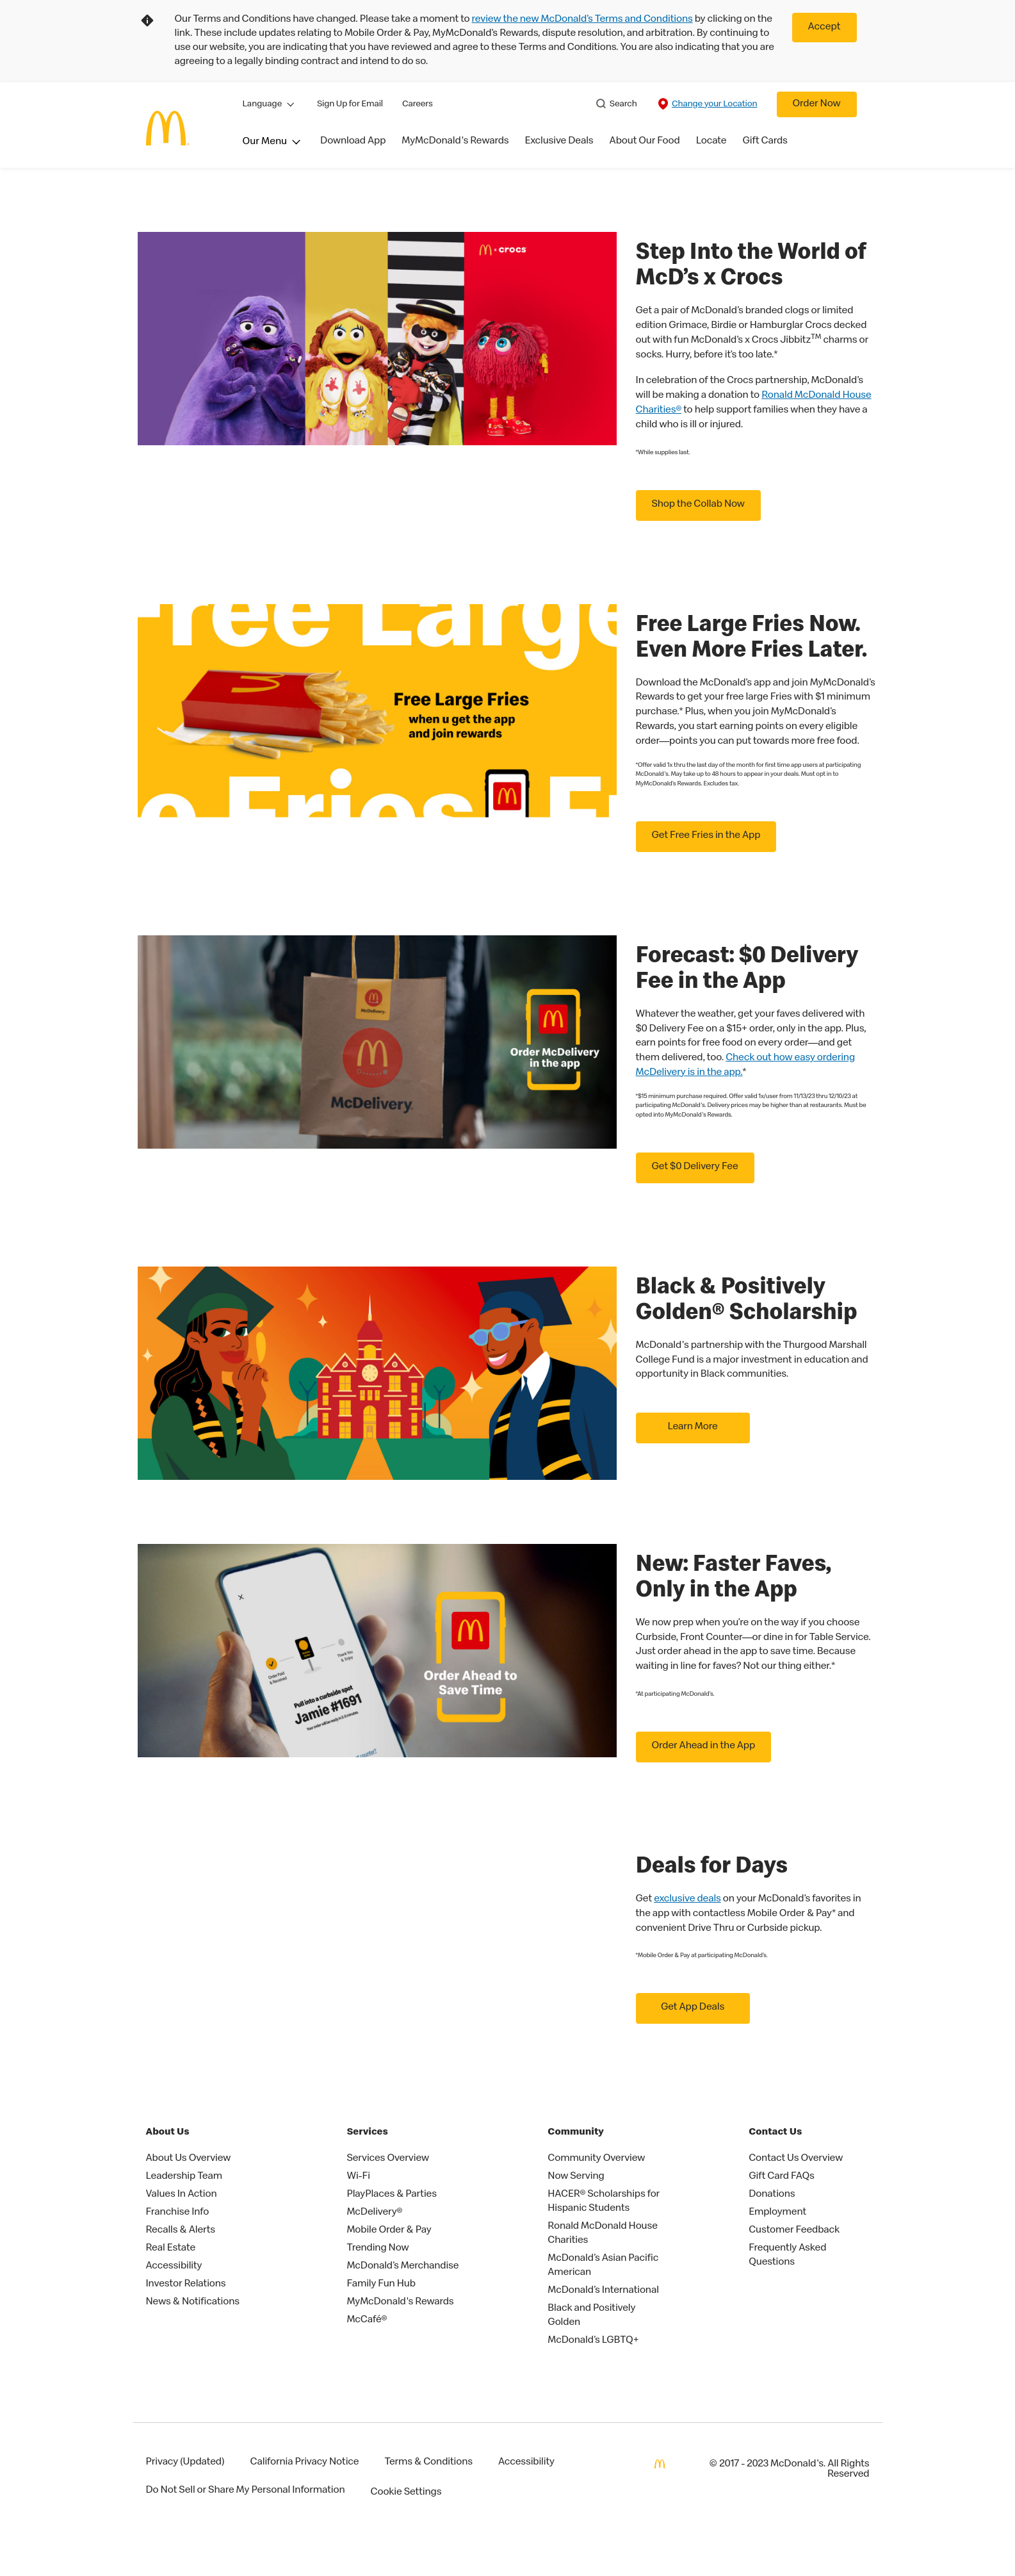 Our Terms and Conditions have changed. Please take a moment to review the new McDonald’s Terms and Conditions by clicking on the
link. These include updates relating to Mobile Order & Pay, MyMcDonald’s Rewards, dispute resolution, and arbitration. By continuing to
use our website, you are indicating that you have reviewed and agree to these Terms and Conditions. You are also indicating that you are
agreeing to a legally binding contract and intend to do so.
Accept
Language
Sign Up for Email
Careers
Search
Change your Location
Order Now
Our Menu
Download App
MyMcDonald's Rewards
Exclusive Deals
About Our Food
Locate
Gift Cards
crocs
Step Into the World of
McD’s x Crocs
Get a pair of McDonald’s branded clogs or limited
edition Grimace, Birdie or Hamburglar Crocs decked
out with fun McDonald’s x Crocs Jibbitz™ charms or
socks. Hurry, before it’s too late.*
In celebration of the Crocs partnership, McDonald’s
will be making a donation to Ronald McDonald House
Charities® to help support families when they have a
child who is ill or injured.
*While supplies last.
Shop the Collab Now
Free Large
Free Large Fries
when u get the app
and join rewards
Fries
Free Large Fries Now.
Even More Fries Later.
Download the McDonald’s app and join MyMcDonald’s
Rewards to get your free large Fries with $1 minimum
purchase.* Plus, when you join MyMcDonald’s
Rewards, you start earning points on every eligible
order—points you can put towards more free food.
*Offer valid 1x thru the last day of the month for first time app users at participating
McDonald’s. May take up to 48 hours to appear in your deals. Must opt in to
MyMcDonald’s Rewards. Excludes tax.
Get Free Fries in the App
McDelivery
McDelivery
Order McDelivery
in the app
Forecast: $0 Delivery
Fee in the App
Whatever the weather, get your faves delivered with
$0 Delivery Fee on a $15+ order, only in the app. Plus,
earn points for free food on every order—and get
them delivered, too. Check out how easy ordering
McDelivery is in the app.*
*$15 minimum purchase required. Offer valid 1x/user from 11/13/23 thru 12/10/23 at
participating McDonald’s. Delivery prices may be higher than at restaurants. Must be
opted into MyMcDonald’s Rewards.
Get $0 Delivery Fee
Black & Positively
Golden® Scholarship
McDonald's partnership with the Thurgood Marshall
College Fund is a major investment in education and
opportunity in Black communities.
Learn More
Pull into a curbside spot
Jamie #1691
Order Ahead to
Save Time
New: Faster Faves,
Only in the App
We now prep when you’re on the way if you choose
Curbside, Front Counter—or dine in for Table Service.
Just order ahead in the app to save time. Because
waiting in line for faves? Not our thing either.*
*At participating McDonald’s.
Order Ahead in the App
Deals for Days
Get exclusive deals on your McDonald’s favorites in
the app with contactless Mobile Order & Pay* and
convenient Drive Thru or Curbside pickup.
*Mobile Order & Pay at participating McDonald’s.
Get App Deals
About Us
About Us Overview
Leadership Team
Values In Action
Franchise Info
Recalls & Alerts
Real Estate
Accessibility
Investor Relations
News & Notifications
Services
Services Overview
Wi-Fi
PlayPlaces & Parties
McDelivery®
Mobile Order & Pay
Trending Now
McDonald’s Merchandise
Family Fun Hub
MyMcDonald's Rewards
McCafé®
Community
Community Overview
Now Serving
HACER® Scholarships for
Hispanic Students
Ronald McDonald House
Charities
McDonald’s Asian Pacific
American
McDonald’s International
Black and Positively
Golden
McDonald’s LGBTQ+
Contact Us
Contact Us Overview
Gift Card FAQs
Donations
Employment
Customer Feedback
Frequently Asked
Questions
Privacy (Updated)
California Privacy Notice
Terms & Conditions
Accessibility
Do Not Sell or Share My Personal Information
Cookie Settings
© 2017 - 2023 McDonald's. All Rights
Reserved